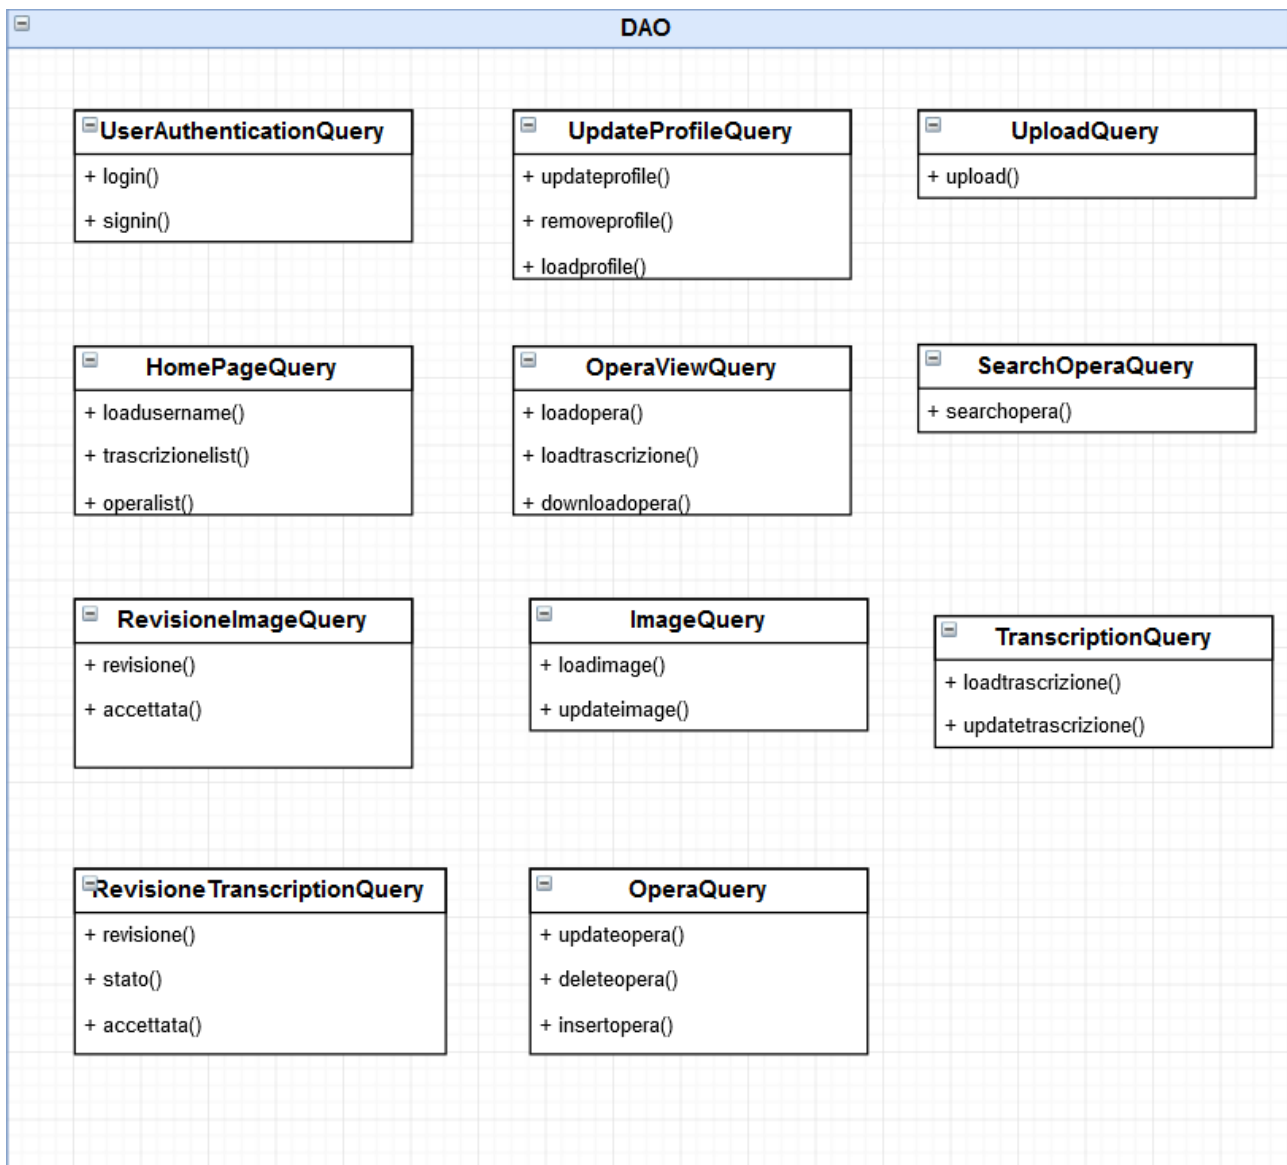 DAO
UserAuthenticationQuery
+ login()
+ signin()
UpdateProfileQuery
+ updateprofile()
+ removeprofile()
+ loadprofile()
UploadQuery
+ upload()
HomePageQuery
+ loadusername()
+ trascrizionelist()
+ operalist()
OperaViewQuery
+ loadopera()
+ loadtrascrizione()
+ downloadopera()
SearchOperaQuery
+ searchopera()
RevisioneImageQuery
+ revisione()
+ accettata()
ImageQuery
+ loadimage()
+ updateimage()
TranscriptionQuery
+ loadtrascrizione()
+ updatetrascrizione()
RevisioneTranscriptionQuery
+ revisione()
+ stato()
+ accettata()
OperaQuery
+ updateopera()
+ deleteopera()
+ insertopera()